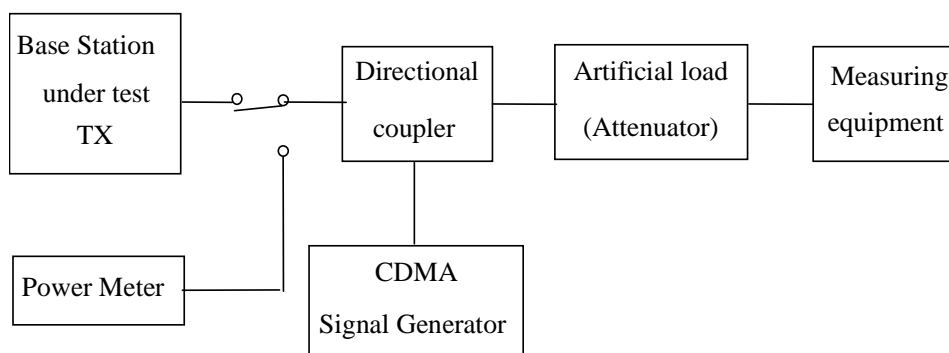 Base Station
under test
TX
Directional
coupler
Artificial load
(Attenuator)
Measuring
equipment
Power Meter
CDMA
Signal Generator